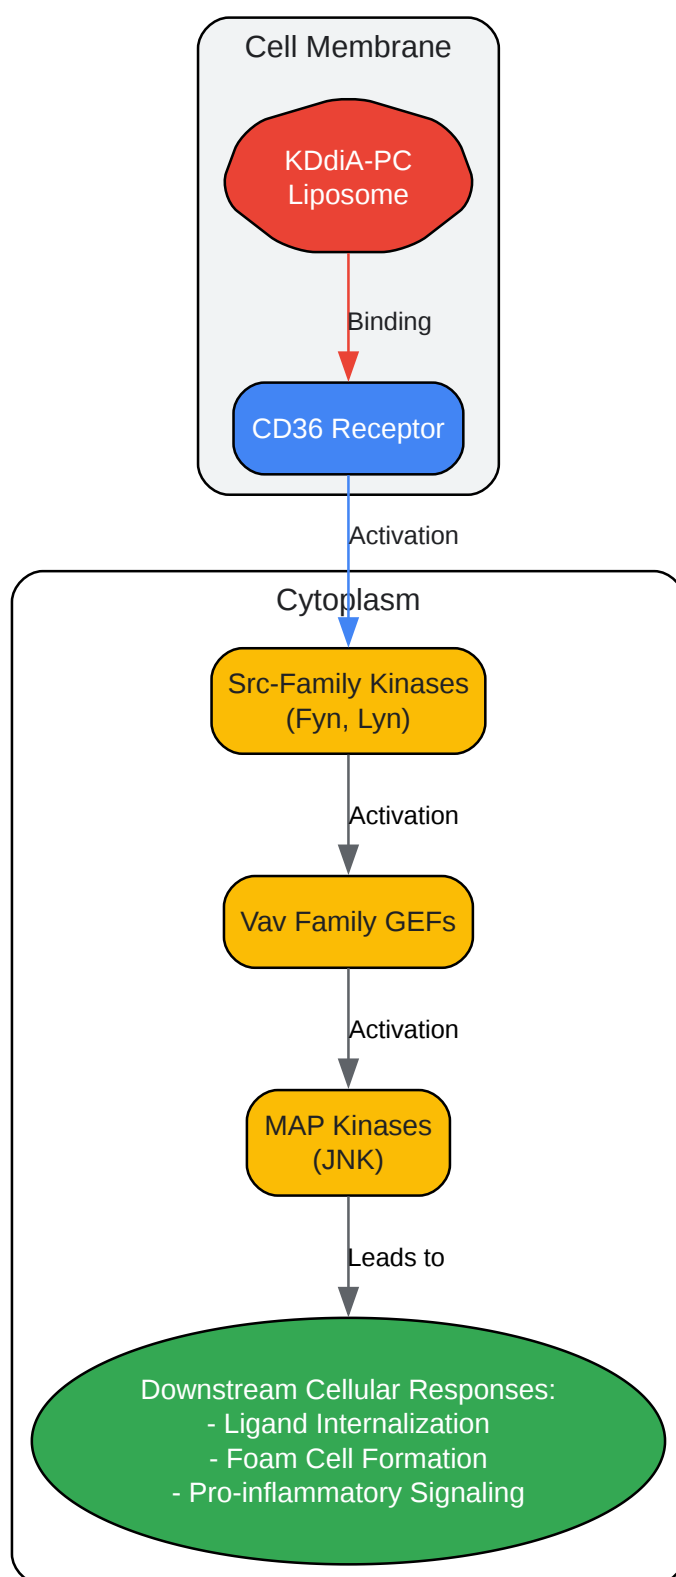 Cell Membrane
KDdiA-PC
Liposome
Binding
CD36 Receptor
Activation
Cytoplasm
Src-Family Kinases
(Fyn, Lyn)
Activation
Vav Family GEFs
Activation
MAP Kinases
(JNK)
Leads to
Downstream Cellular Responses:
- Ligand Internalization
- Foam Cell Formation
- Pro-inflammatory Signaling